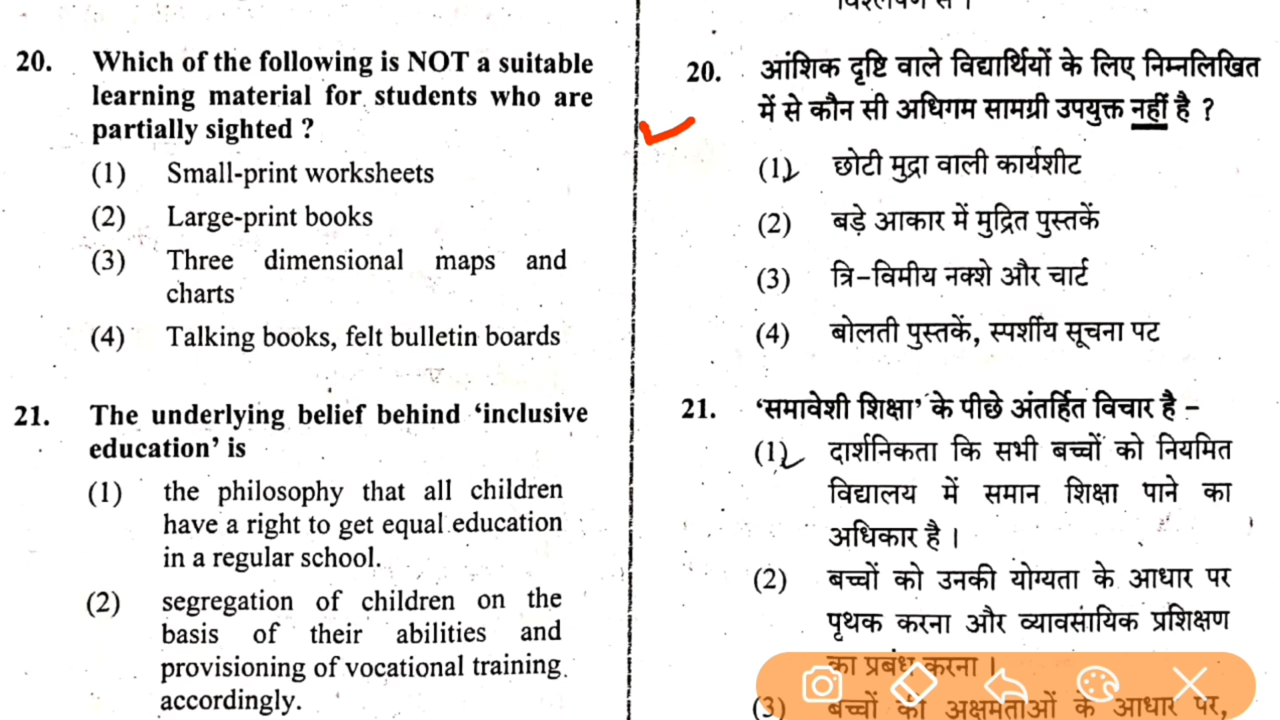 20. Which of the following is NOT a suitable
learning material for students who are
partially sighted ?
(1) Small-print worksheets
(2) Large-print books
(3) Three dimensional maps and
charts
(4) Talking books, felt bulletin boards
21. The underlying belief behind ‘inclusive
education’ is
(1) the philosophy that all children
have a right to get equal education
in a regular school.
(2) segregation of children on the
basis of their abilities and
provisioning of vocational training
accordingly.
20. आंशिक दृष्टि वाले विद्यार्थियों के लिए निम्नलिखित
में से कौन सी अधिगम सामग्री उपयुक्त नहीं है ?
(1) छोटी मुद्रा वाली कार्यशीट
(2) बड़े आकार में मुद्रित पुस्तकें
(3) त्रि-विमीय नक्शे और चार्ट
(4) बोलती पुस्तकें, स्पर्शीय सूचना पट
21. ‘समावेशी शिक्षा’ के पीछे अंतर्हित विचार है –
(1) दार्शनिकता कि सभी बच्चों को नियमित
विद्यालय में समान शिक्षा पाने का
अधिकार है ।
(2) बच्चों को उनकी योग्यता के आधार पर
पृथक करना और व्यावसायिक प्रशिक्षण
का प्रबंध करना ।
(3) बच्चों की अक्षमताओं के आधार पर,